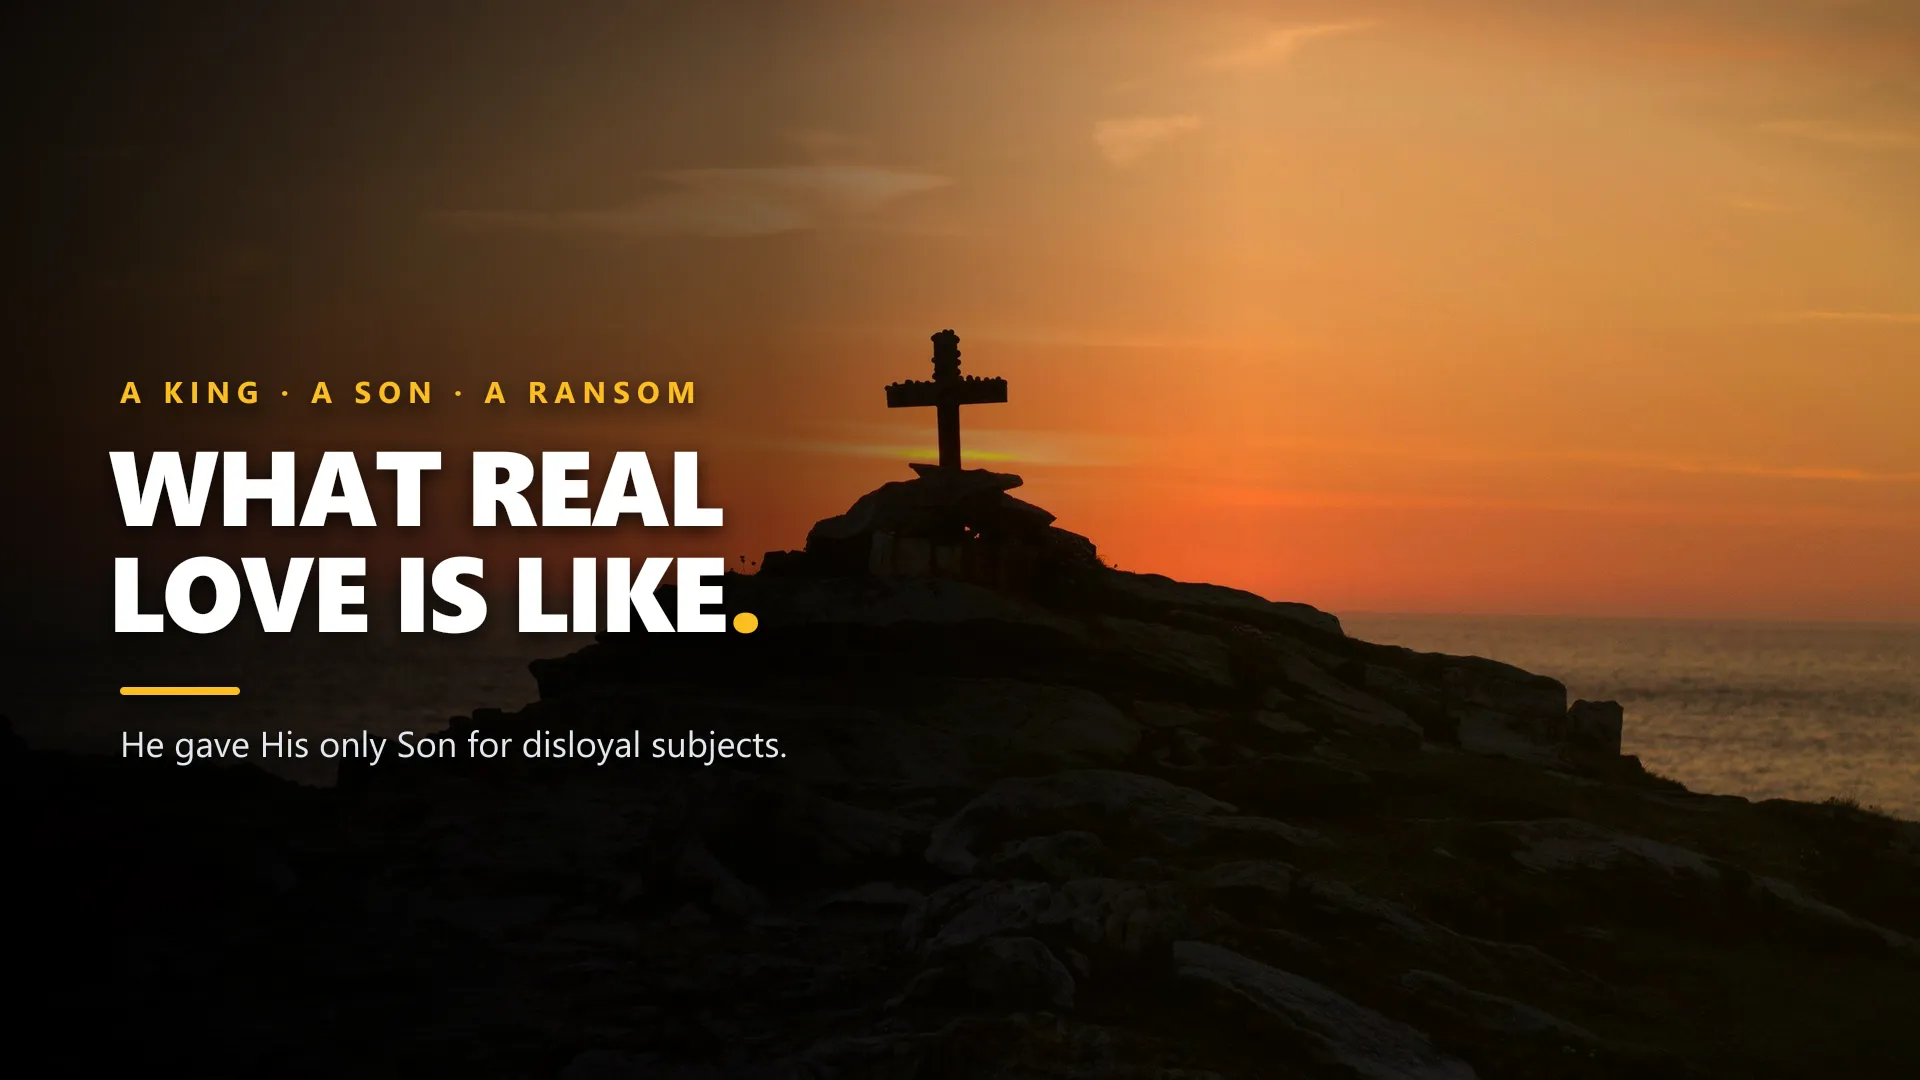 A KING · A SON · A RANSOM
WHAT REAL
LOVE IS LIKE.
He gave His only Son for disloyal subjects.